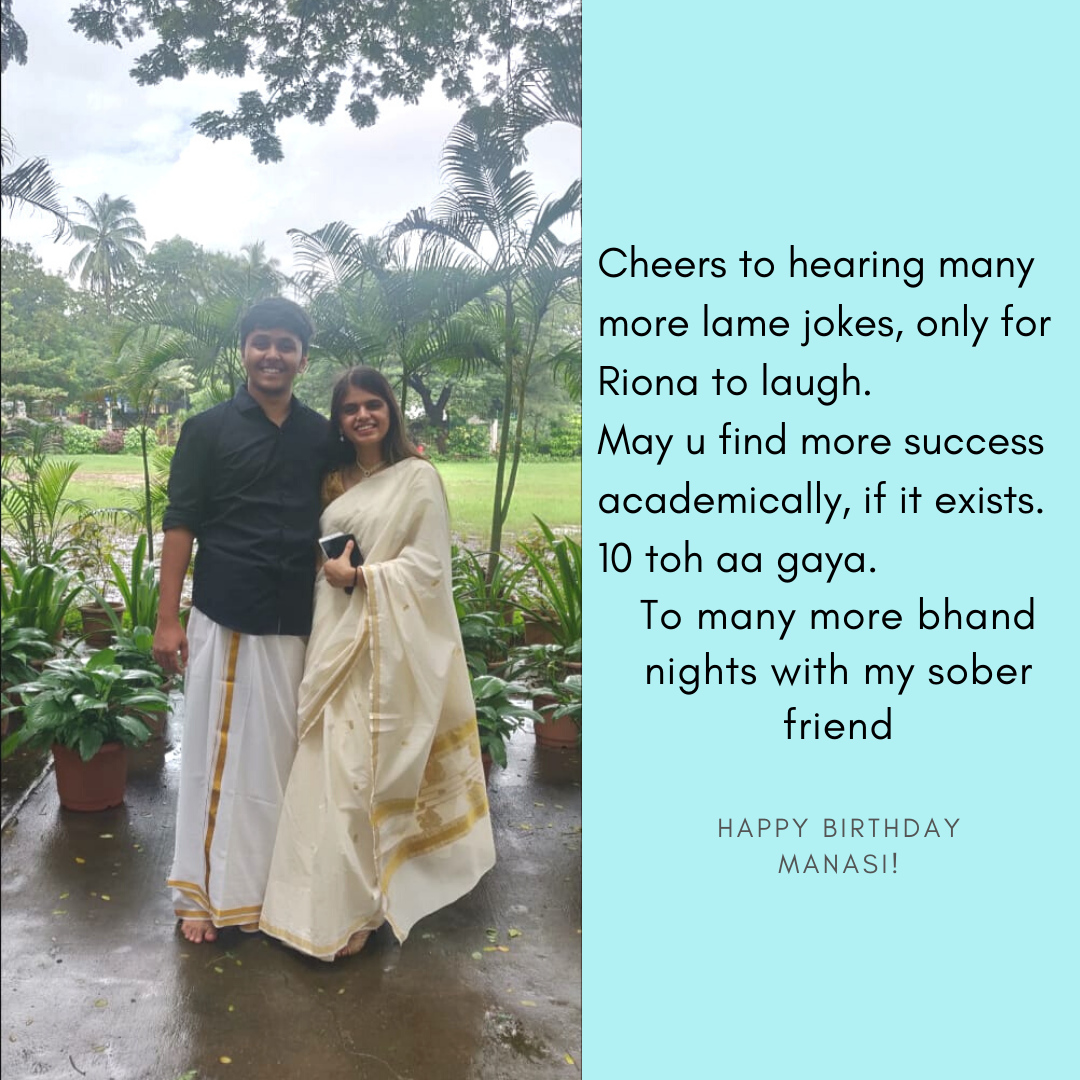 Cheers to hearing many
more lame jokes, only for
Riona to laugh.
May u find more success
academically, if it exists.
10 toh aa gaya.
To many more bhand
nights with my sober
friend
HAPPY BIRTHDAY
MANASI!